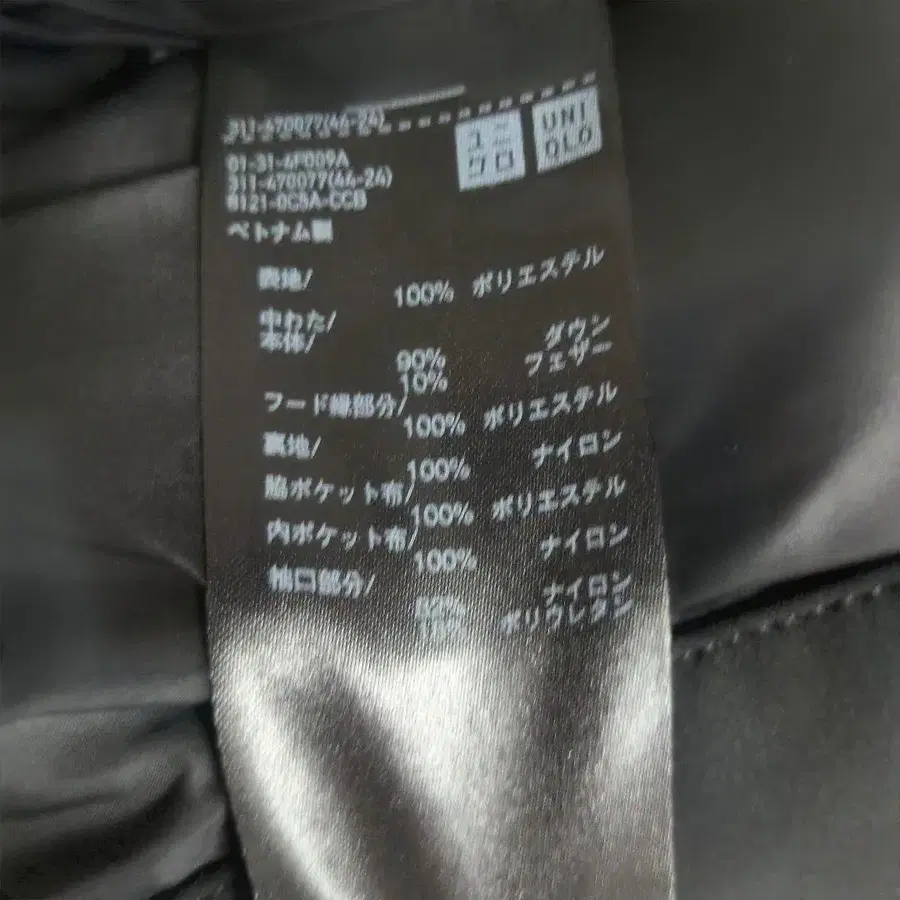 311-470077(44-24)
ユニ
クロ
UNI
QLO
01-31-4F009A
311-470077(44-24)
ベトナム製
表地/
100% ポリエステル
中わた/
本体/
90% ダウン
10% フェザー
フード縁部分/
100% ポリエステル
裏地/
100% ナイロン
脇ポケット布/
100% ポリエステル
内ポケット布/
100% ナイロン
袖口部分/
ナイロン
ポリウレタン